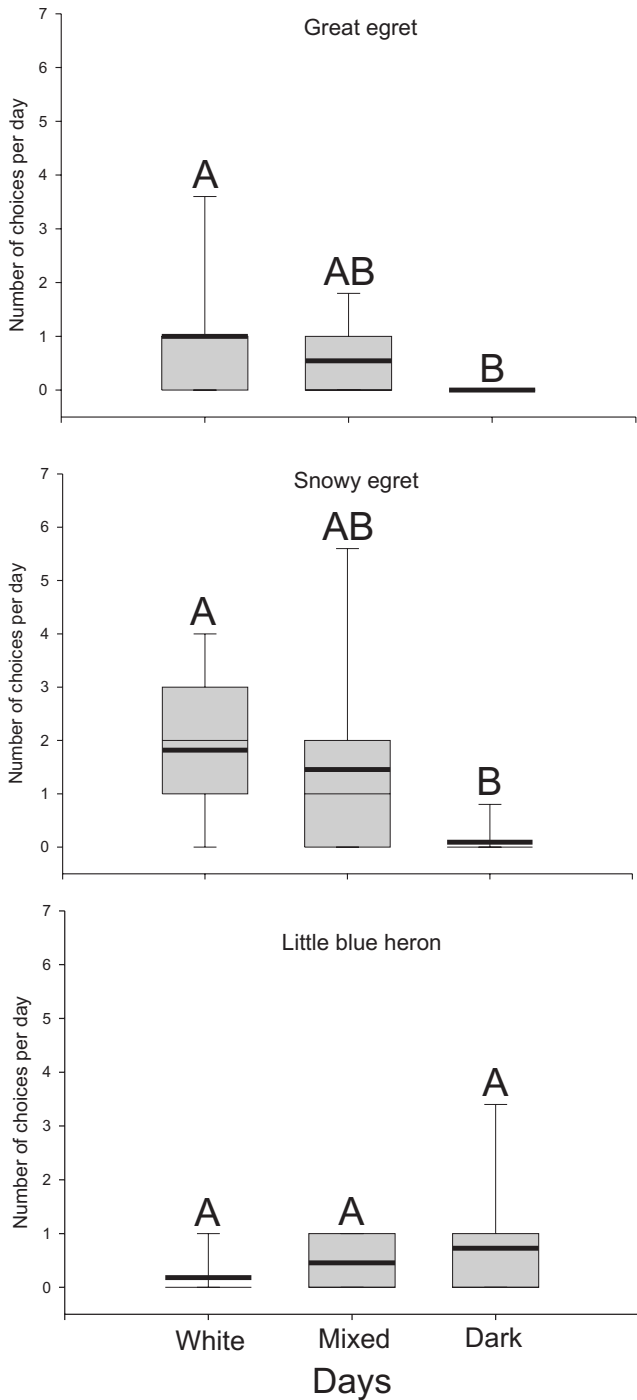 Great egret
Number of choices per day
7
6
5
4
3
2
1
0
A
AB
B
Snowy egret
Number of choices per day
7
6
5
4
3
2
1
0
A
AB
B
Little blue heron
Number of choices per day
7
6
5
4
3
2
1
0
A
A
A
White Mixed Dark
Days